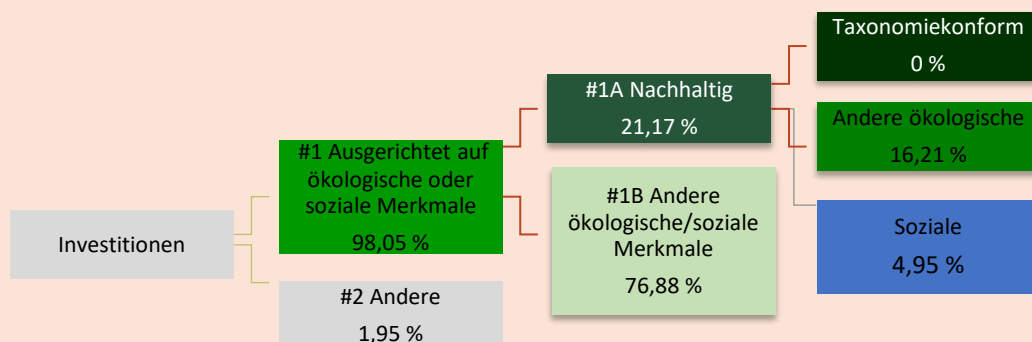 Investitionen
#1 Ausgerichtet auf
ökologische oder
soziale Merkmale
98,05 %
#2 Andere
1,95 %
#1A Nachhaltig
21,17 %
#1B Andere
ökologische/soziale
Merkmale
76,88 %
Taxonomiekonform
0 %
Andere ökologische
16,21 %
Soziale
4,95 %